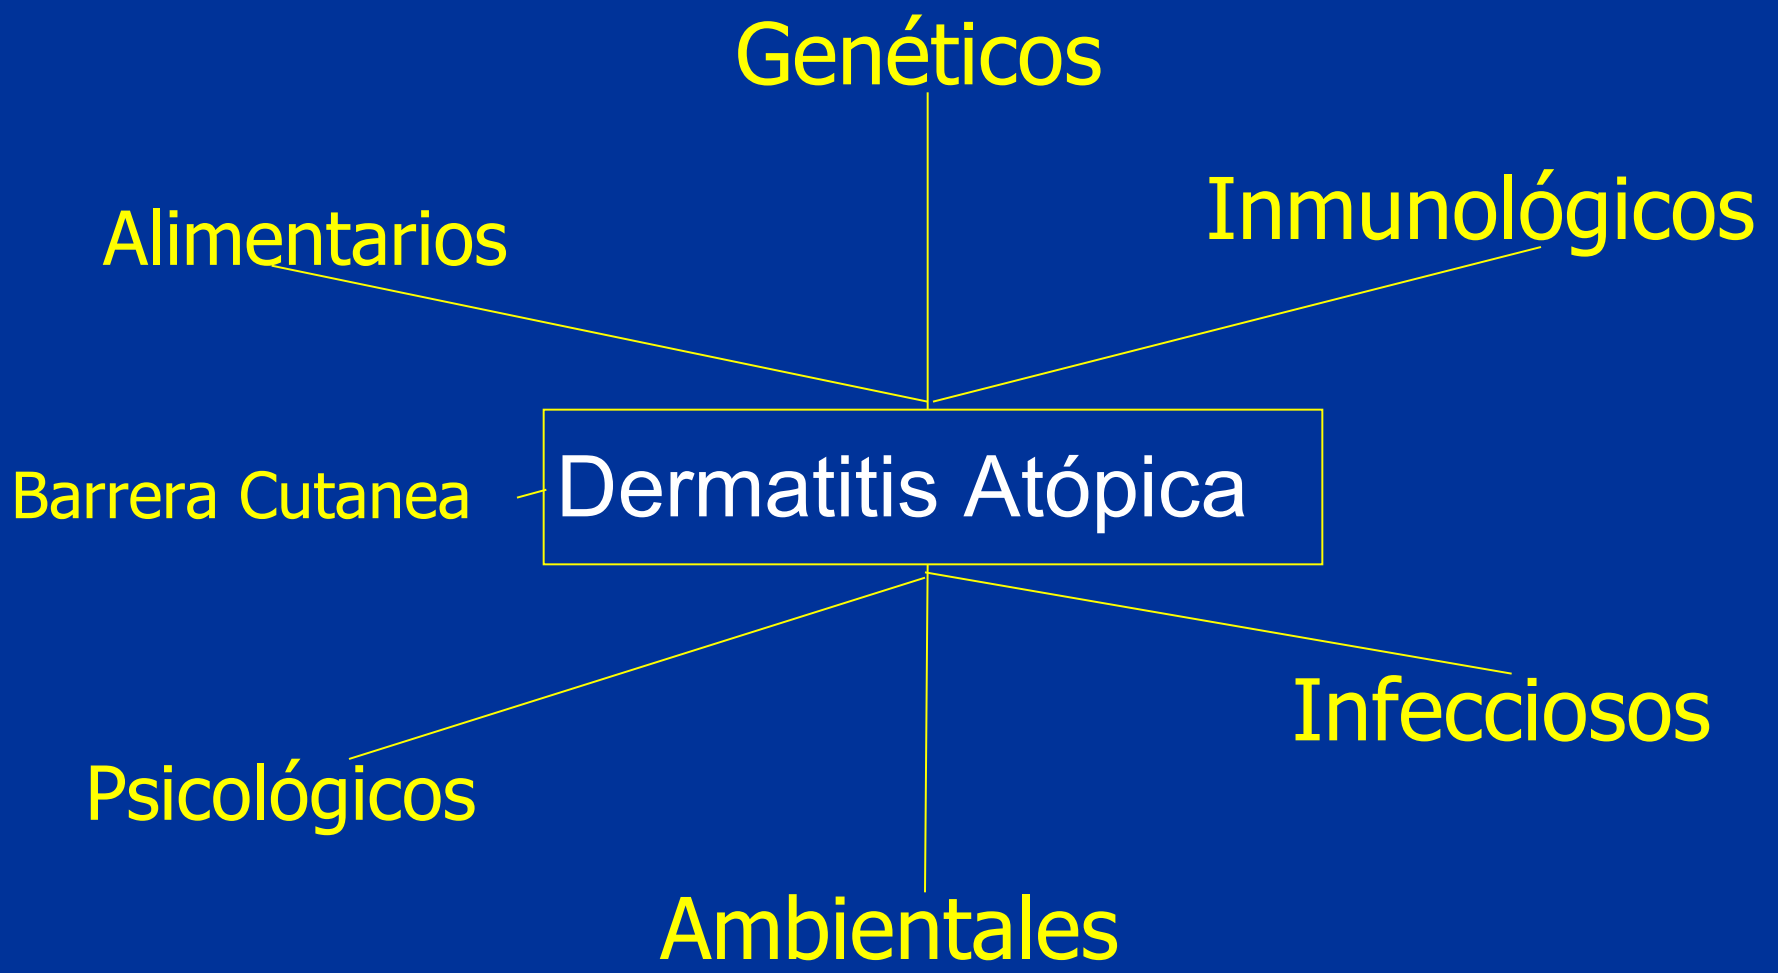 Genéticos
Inmunológicos
Alimentarios
Dermatitis Atópica
Barrera Cutanea
Infecciosos
Psicológicos
Ambientales